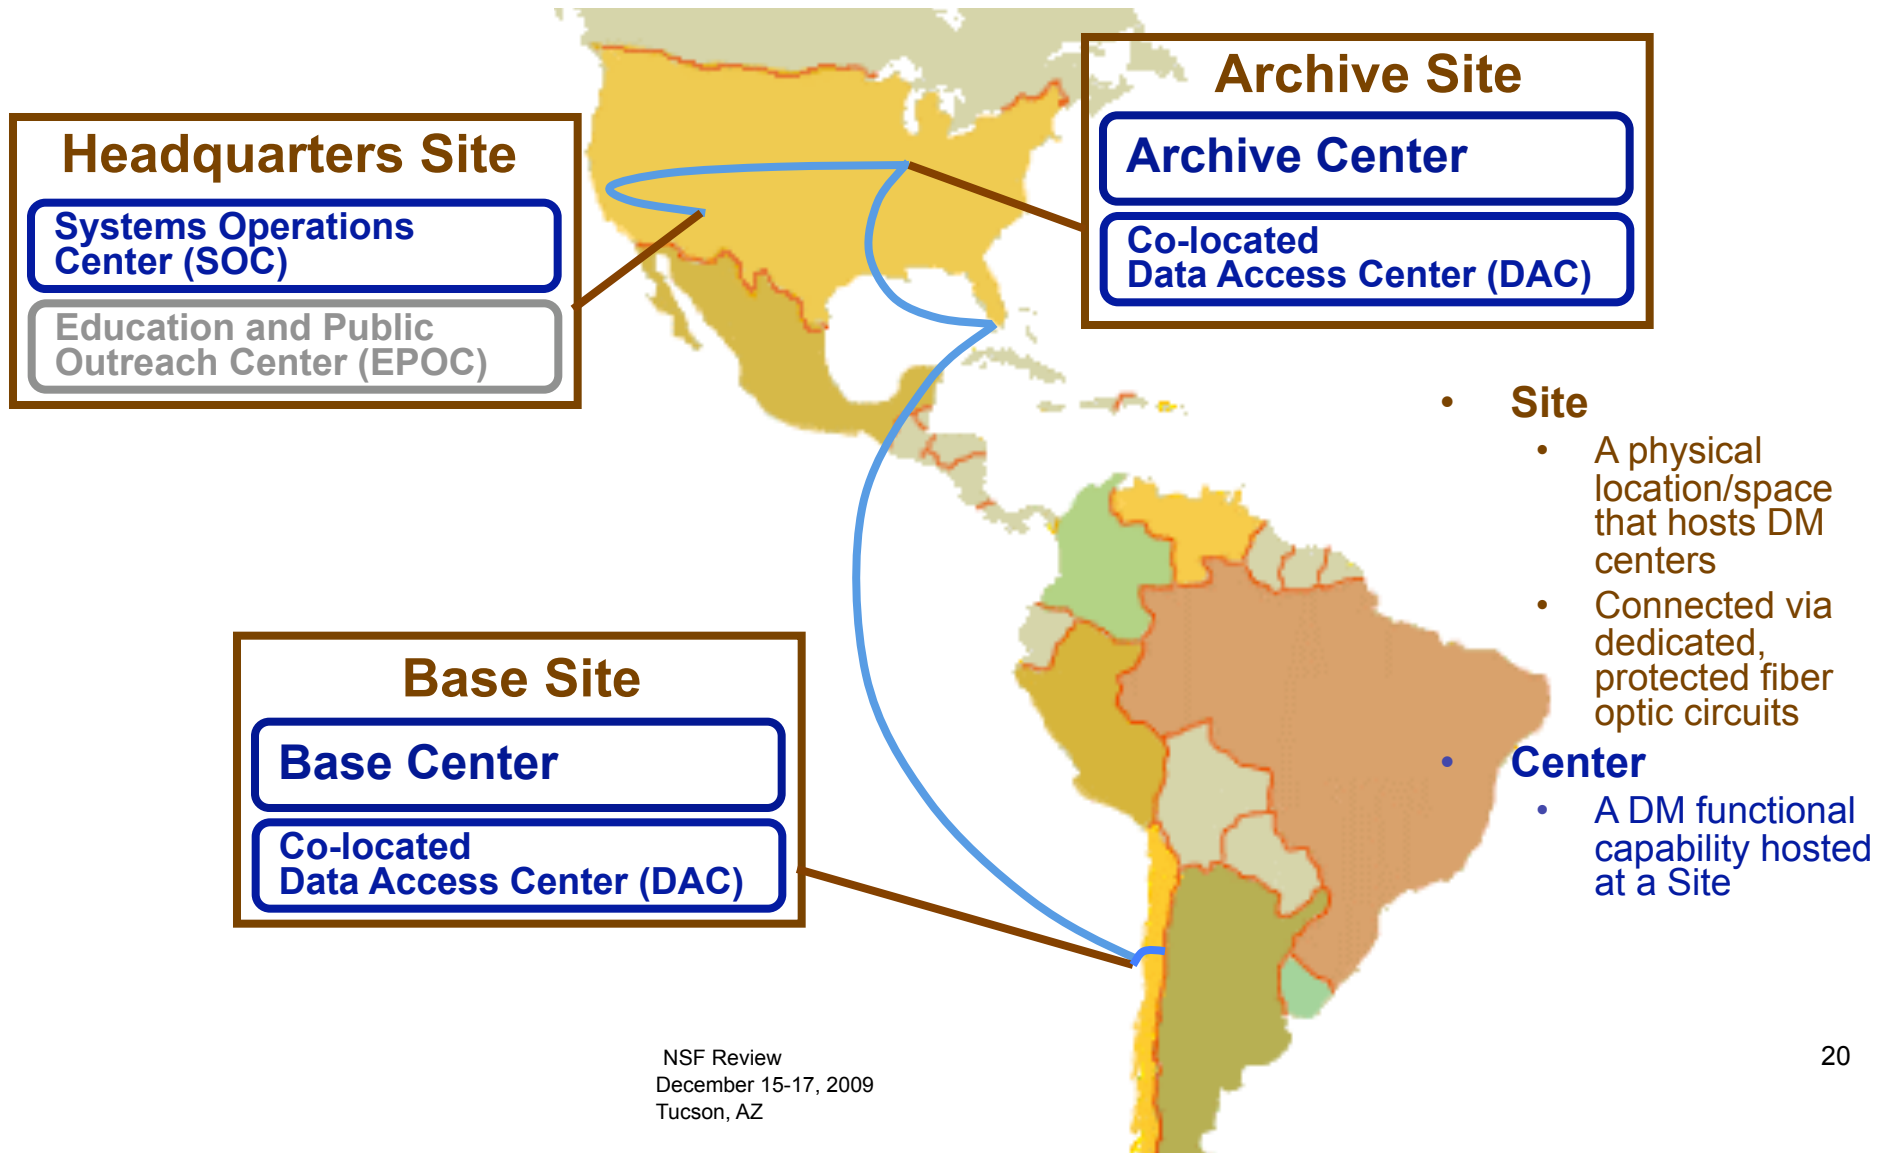 Archive Site
Archive Center
Co-located
Data Access Center (DAC)
Headquarters Site
Systems Operations
Center (SOC)
Education and Public
Outreach Center (EPOC)
• Site
• A physical
location/space
that hosts DM
centers
• Connected via
dedicated,
protected fiber
optic circuits
• Center
• A DM functional
capability hosted
at a Site
Base Site
Base Center
Co-located
Data Access Center (DAC)
NSF Review
December 15-17, 2009
Tucson, AZ
20